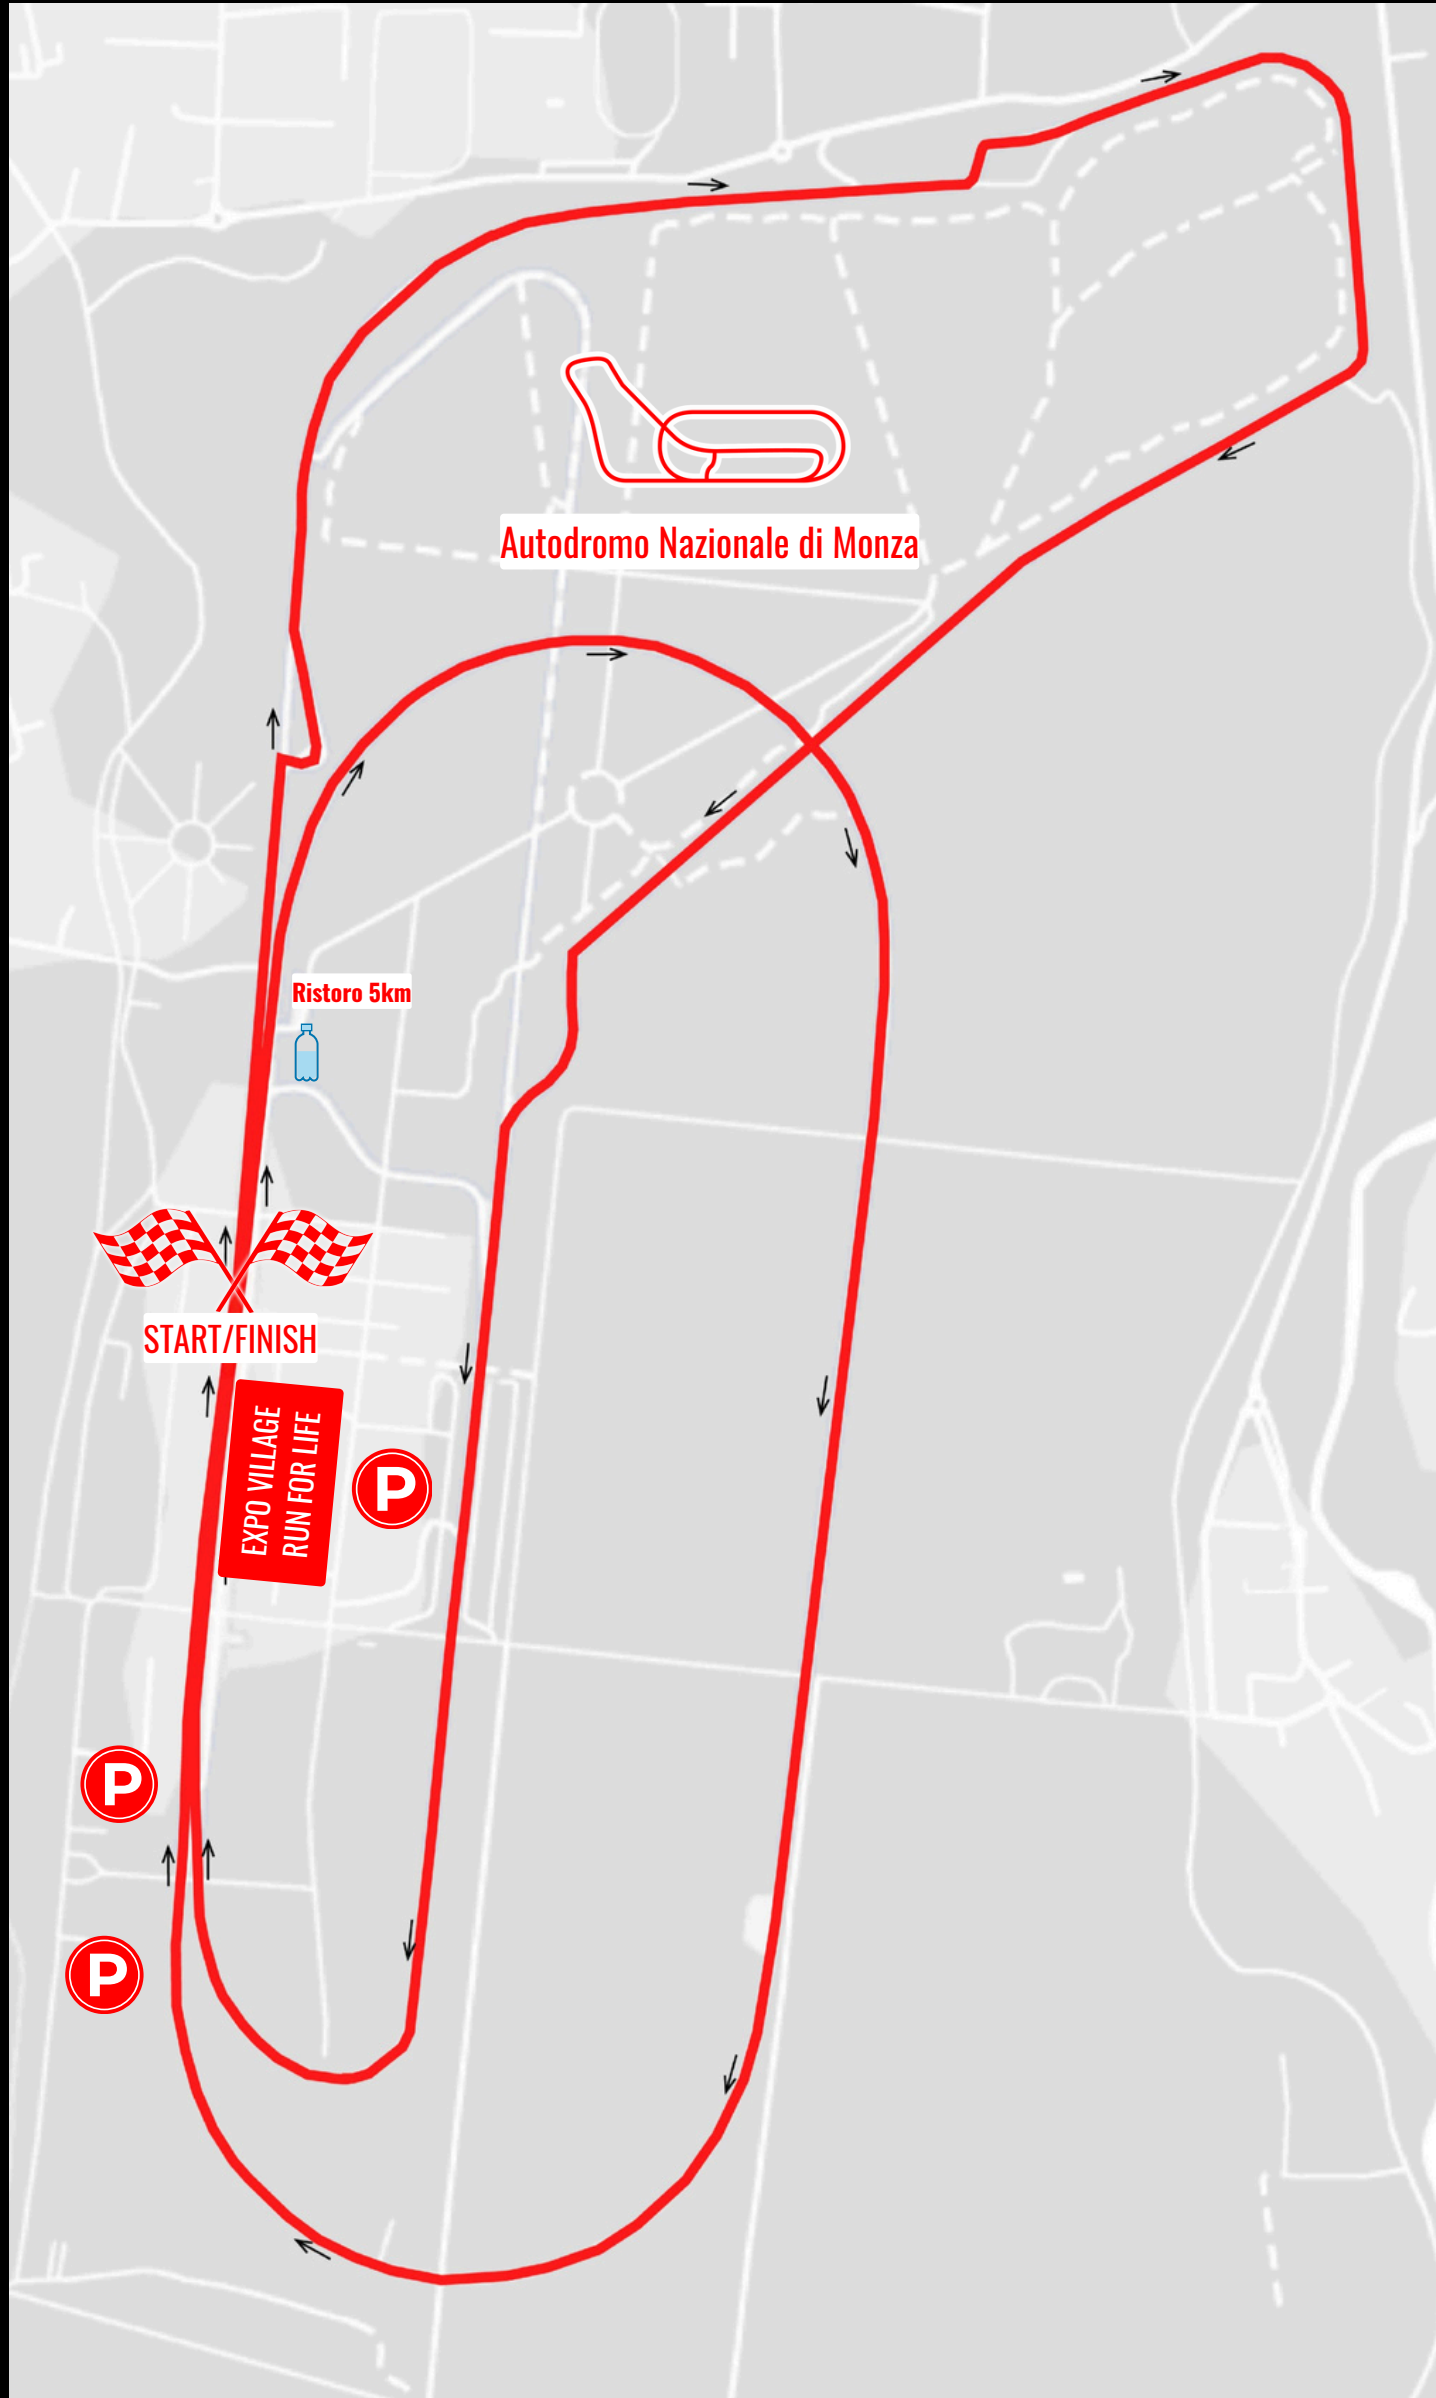 Autodromo Nazionale di Monza
Ristoro 5km
START/FINISH
EXPO VILLAGE
RUN FOR LIFE
P
P
P